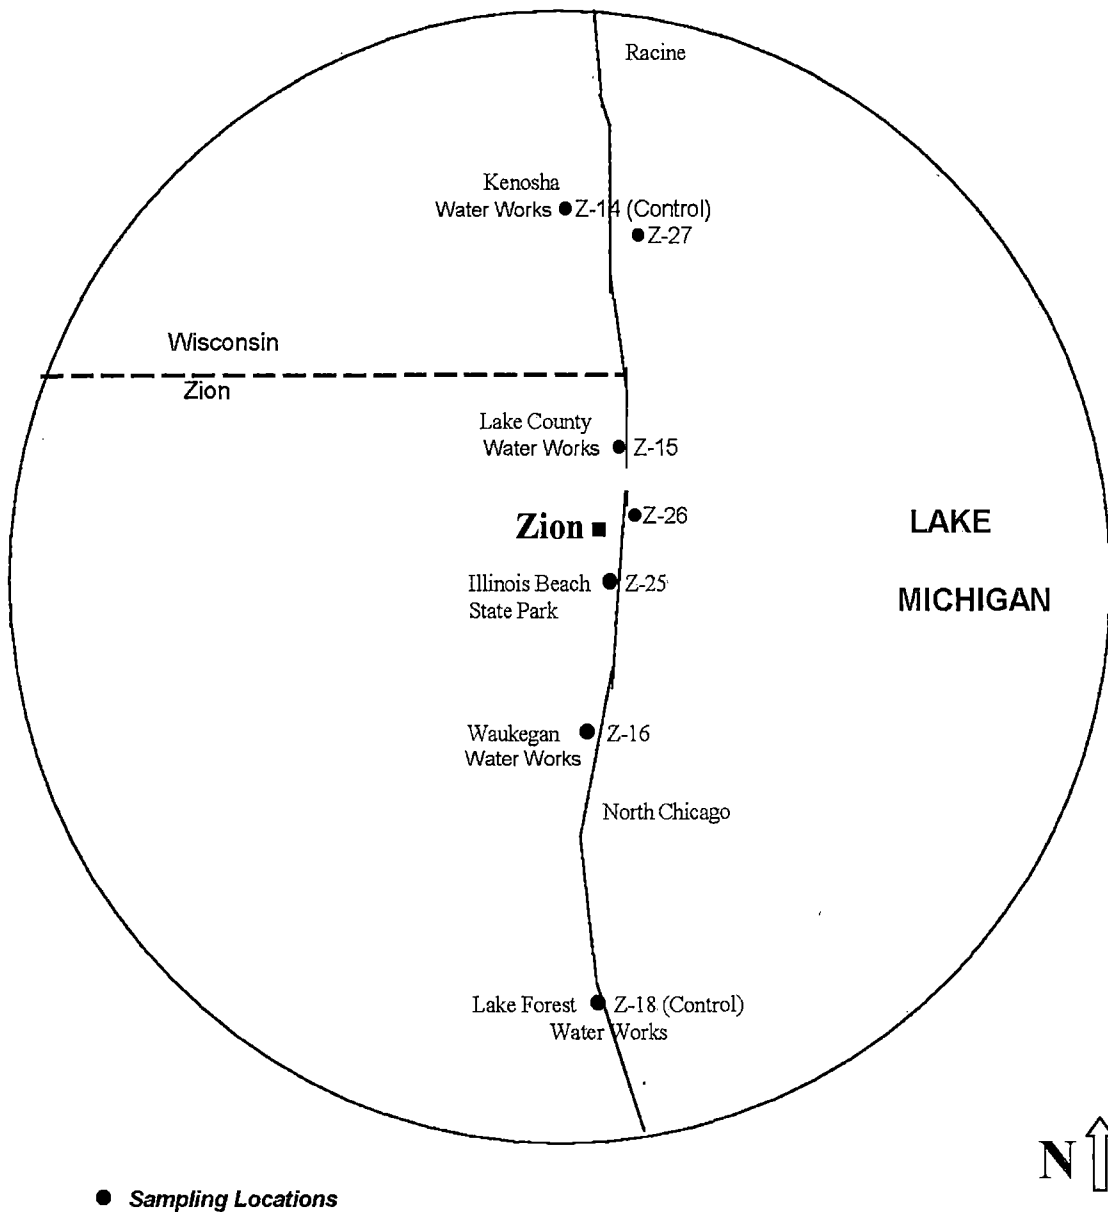 Racine
Kenosha
Water Works Z-14 (Control)
Z-27
Wisconsin
Zion
Lake County
Water Works Z-15
Z-26
Zion
LAKE
Illinois Beach Z-25
State Park
MICHIGAN
Waukegan Z-16
Water Works
North Chicago
Lake Forest Z-18 (Control)
Water Works
N
Sampling Locations